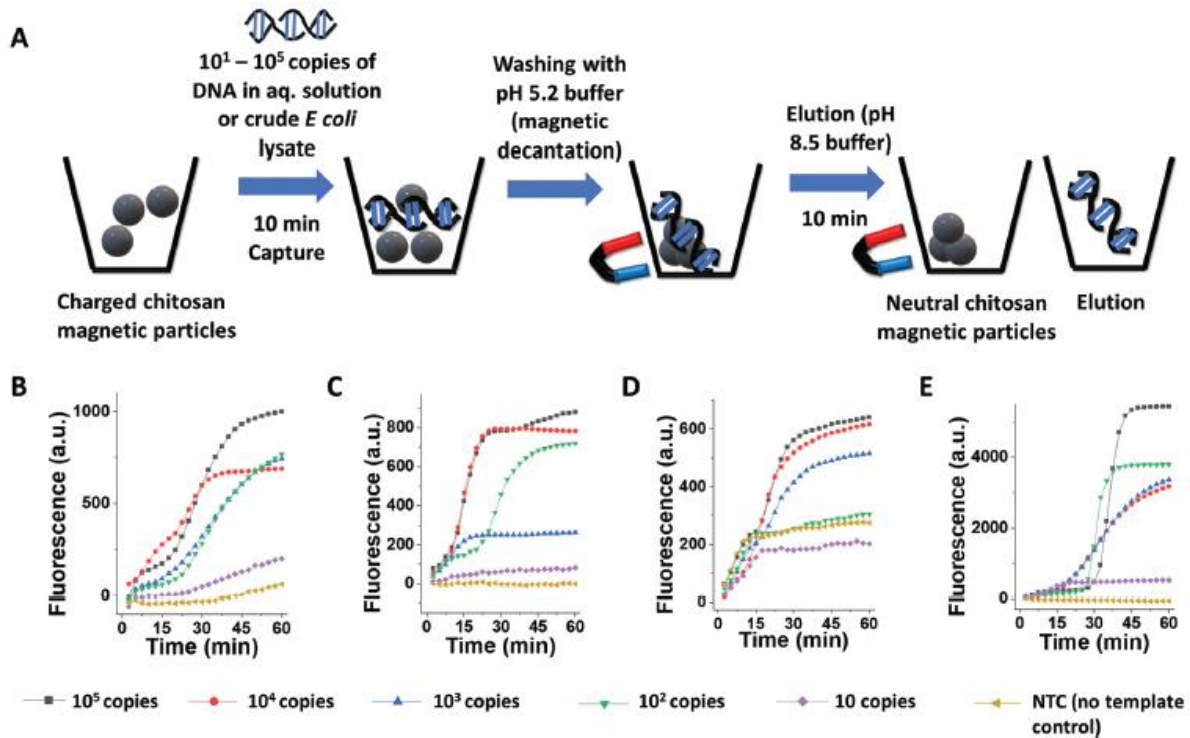 A
10¹ – 10⁵ copies of
DNA in aq. solution
or crude E coli
lysate
10 min
Capture
Washing with
pH 5.2 buffer
(magnetic
decantation)
Elution (pH
8.5 buffer)
10 min
Charged chitosan
magnetic particles
Neutral chitosan
magnetic particles
Elution
B
Fluorescence (a.u.)
1000
500
0
0 15 30 45 60
Time (min)
C
Fluorescence (a.u.)
800
600
400
200
0
0 15 30 45 60
Time (min)
D
Fluorescence (a.u.)
600
400
200
0
0 15 30 45 60
Time (min)
E
Fluorescence (a.u.)
4000
2000
0
0 15 30 45 60
Time (min)
10⁵ copies
10⁴ copies
10³ copies
10² copies
10 copies
NTC (no template
control)